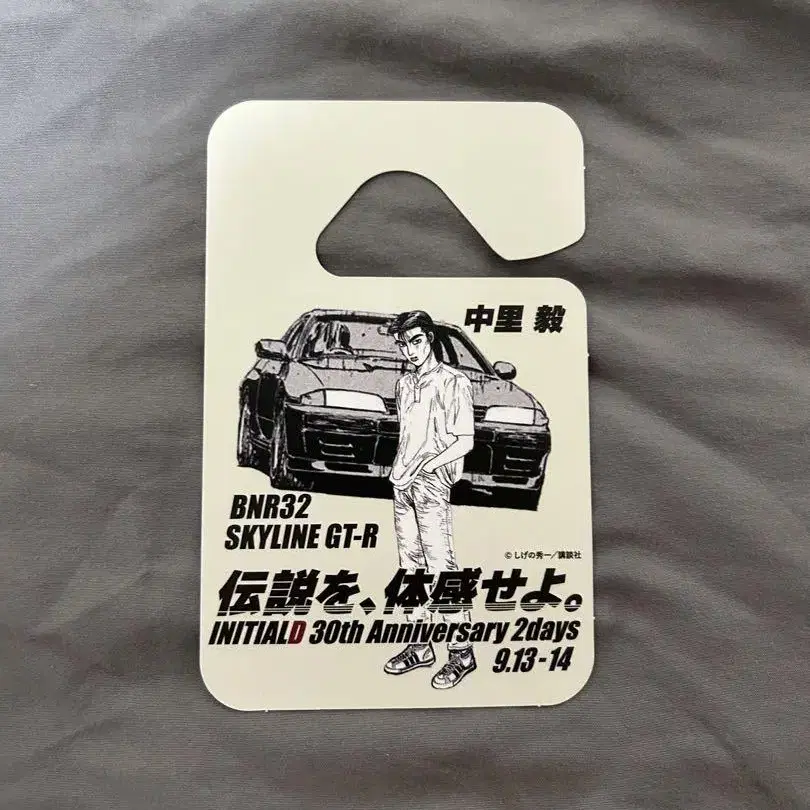 中里 毅
BNR32
SKYLINE GT-R
© しげの秀一/講談社
伝説を、体感せよ。
INITIALD 30th Anniversary 2days
9.13-14